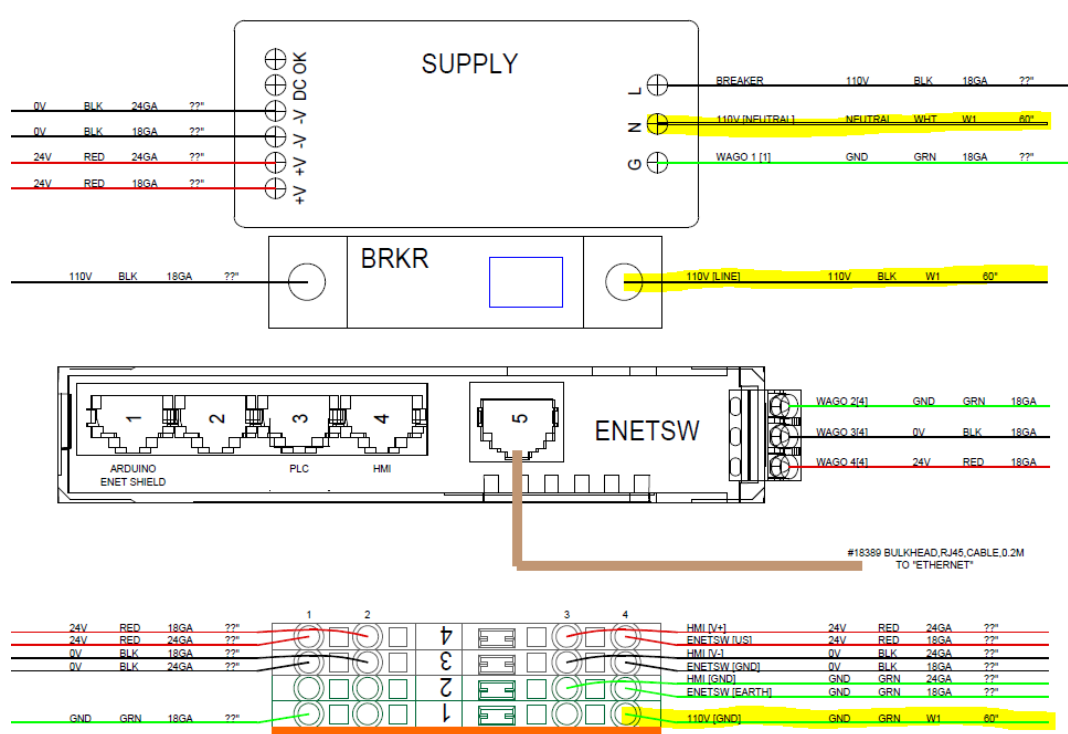 SUPPLY
DC OK
-V
-V
+V
+V
L
N
G
0V BLK 24GA ??"
0V BLK 18GA ??"
24V RED 24GA ??"
24V RED 18GA ??"
BREAKER 110V BLK 18GA ??"
110V [NEUTRAL] NEUTRAL WHT W1 60"
WAGO 1 [1] GND GRN 18GA ??"
BRKR
110V BLK 18GA ??"
110V [LINE] 110V BLK W1 60"
1 2 3 4 5
ENETSW
ARDUINO
ENET SHIELD
PLC
HMI
WAGO 2[4] GND GRN 18GA
WAGO 3[4] 0V BLK 18GA
WAGO 4[4] 24V RED 18GA
#18389 BULKHEAD,RJ45,CABLE,0.2M
TO "ETHERNET"
1 2 3 4
24V RED 18GA ??"
24V RED 24GA ??"
0V BLK 18GA ??"
0V BLK 24GA ??"
GND GRN 18GA ??"
4
3
2
1
HMI [V+] 24V RED 24GA ??"
ENETSW [US] 24V RED 18GA ??"
HMI [V-] 0V BLK 24GA ??"
ENETSW [GND] 0V BLK 18GA ??"
HMI [GND] GND GRN 24GA ??"
ENETSW [EARTH] GND GRN 18GA ??"
110V [GND] GND GRN W1 60"